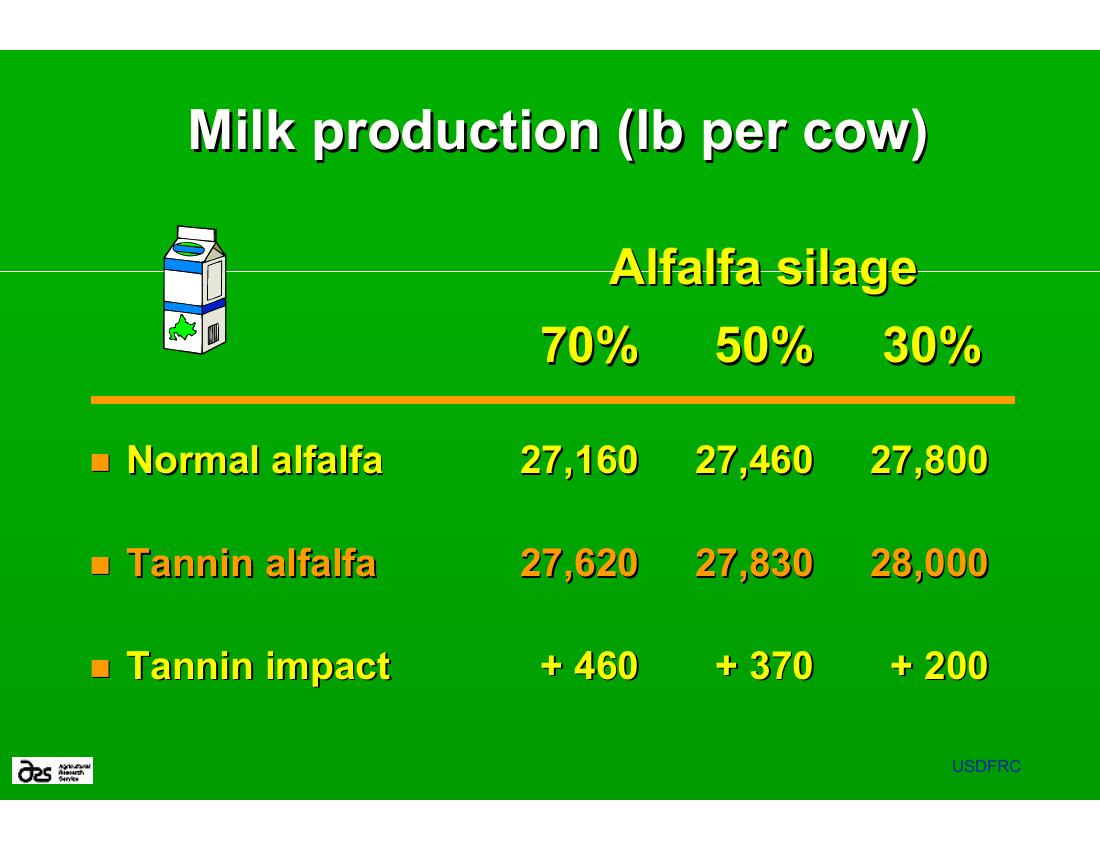 Milk production (lb per cow)
Alfalfa silage
70% 50% 30%
Normal alfalfa 27,160 27,460 27,800
Tannin alfalfa 27,620 27,830 28,000
Tannin impact + 460 + 370 + 200
ars Agricultural
Research
Service
USDFRC